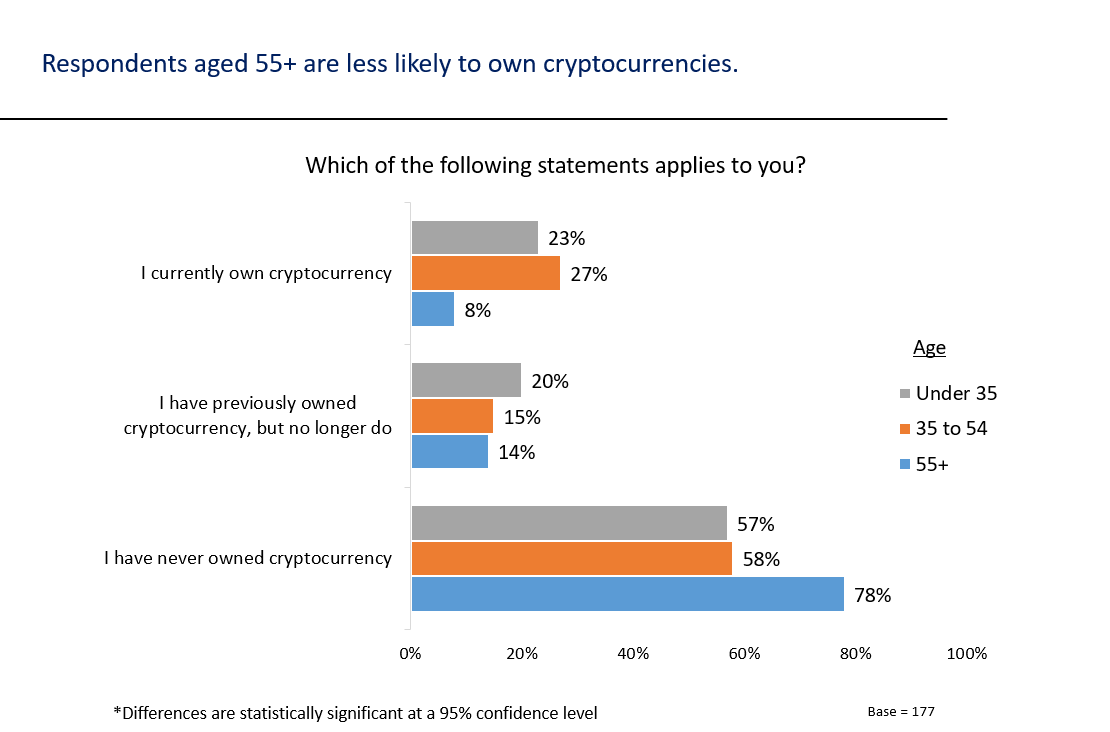 Respondents aged 55+ are less likely to own cryptocurrencies.
Which of the following statements applies to you?
I currently own cryptocurrency
23%
27%
8%
I have previously owned
cryptocurrency, but no longer do
20%
15%
14%
I have never owned cryptocurrency
57%
58%
78%
0% 20% 40% 60% 80% 100%
Age
Under 35
35 to 54
55+
*Differences are statistically significant at a 95% confidence level
Base = 177